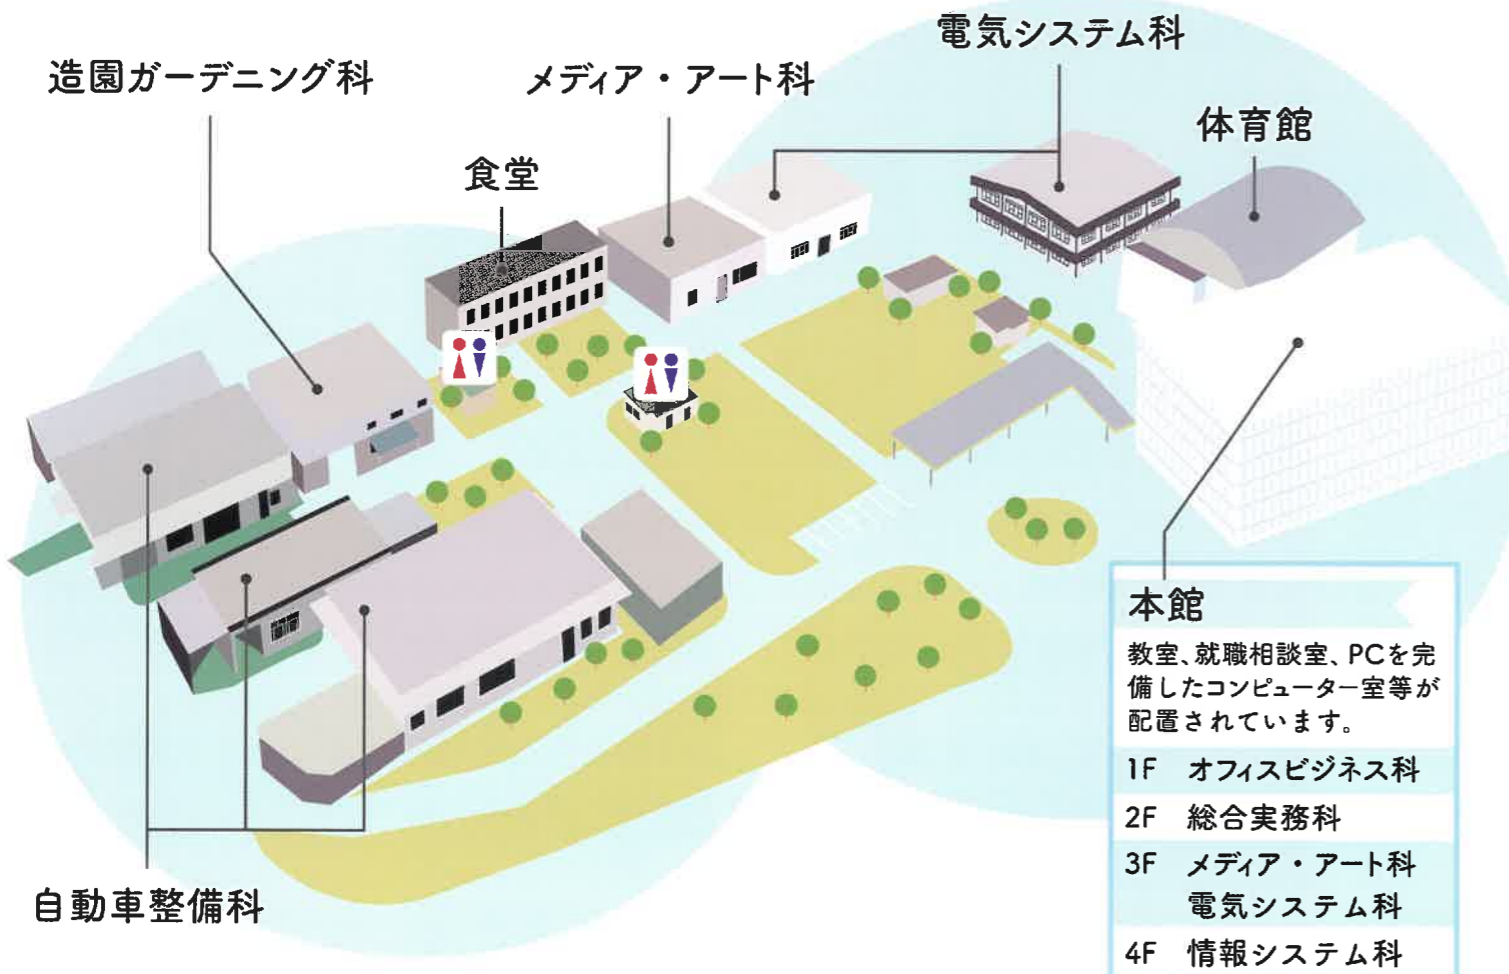 電気システム科
造園ガーデニング科
メディア・アート科
体育館
食堂
本館
教室、就職相談室、PCを完
備したコンピューター室等が
配置されています。
1F オフィスビジネス科
2F 総合実務科
3F メディア・アート科
電気システム科
4F 情報システム科
自動車整備科